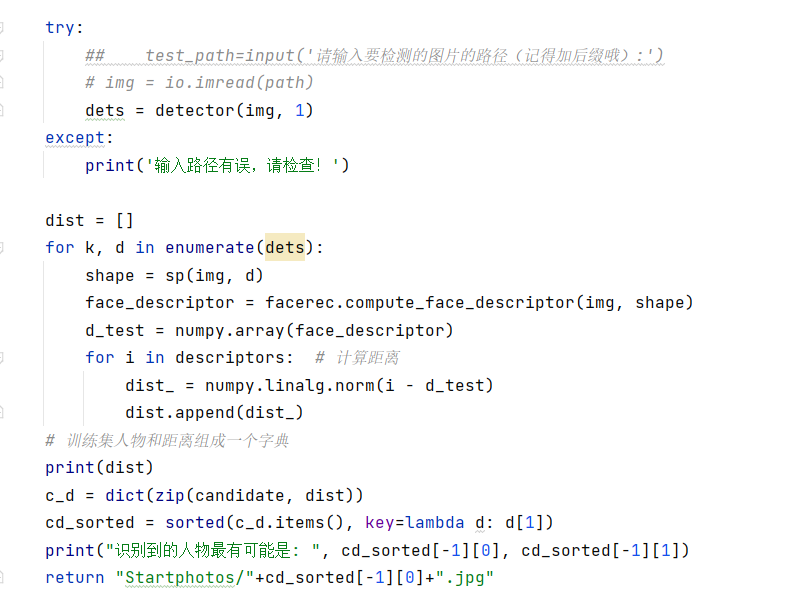 try:
##    test_path=input('请输入要检测的图片的路径（记得加后缀哦）:')
# img = io.imread(path)
dets = detector(img, 1)
except:
print('输入路径有误，请检查！')
dist = []
for k, d in enumerate(dets):
shape = sp(img, d)
face_descriptor = facerec.compute_face_descriptor(img, shape)
d_test = numpy.array(face_descriptor)
for i in descriptors:  # 计算距离
dist_ = numpy.linalg.norm(i - d_test)
dist.append(dist_)
# 训练集人物和距离组成一个字典
print(dist)
c_d = dict(zip(candidate, dist))
cd_sorted = sorted(c_d.items(), key=lambda d: d[1])
print("识别到的人物最有可能是: ", cd_sorted[-1][0], cd_sorted[-1][1])
return "Startphotos/"+cd_sorted[-1][0]+".jpg"